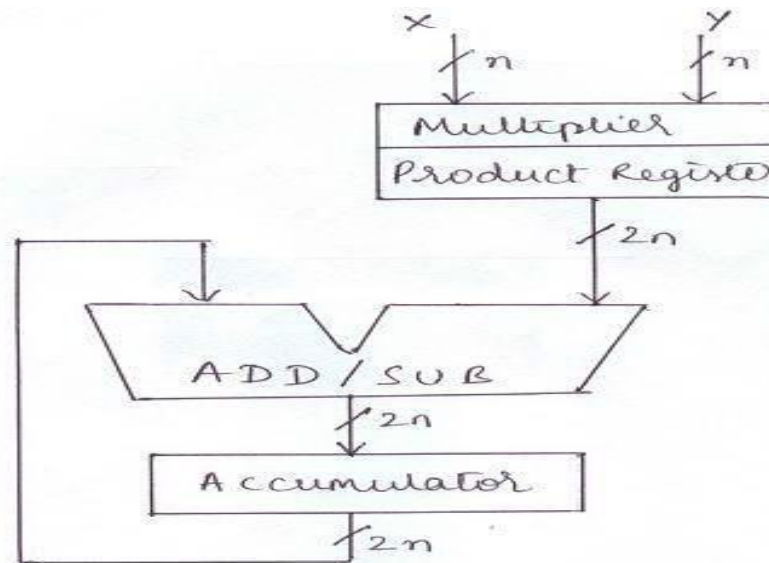 X Y
n n
Multiplier
Product Registe
2n
ADD/SUB
2n
Accumulator
2n